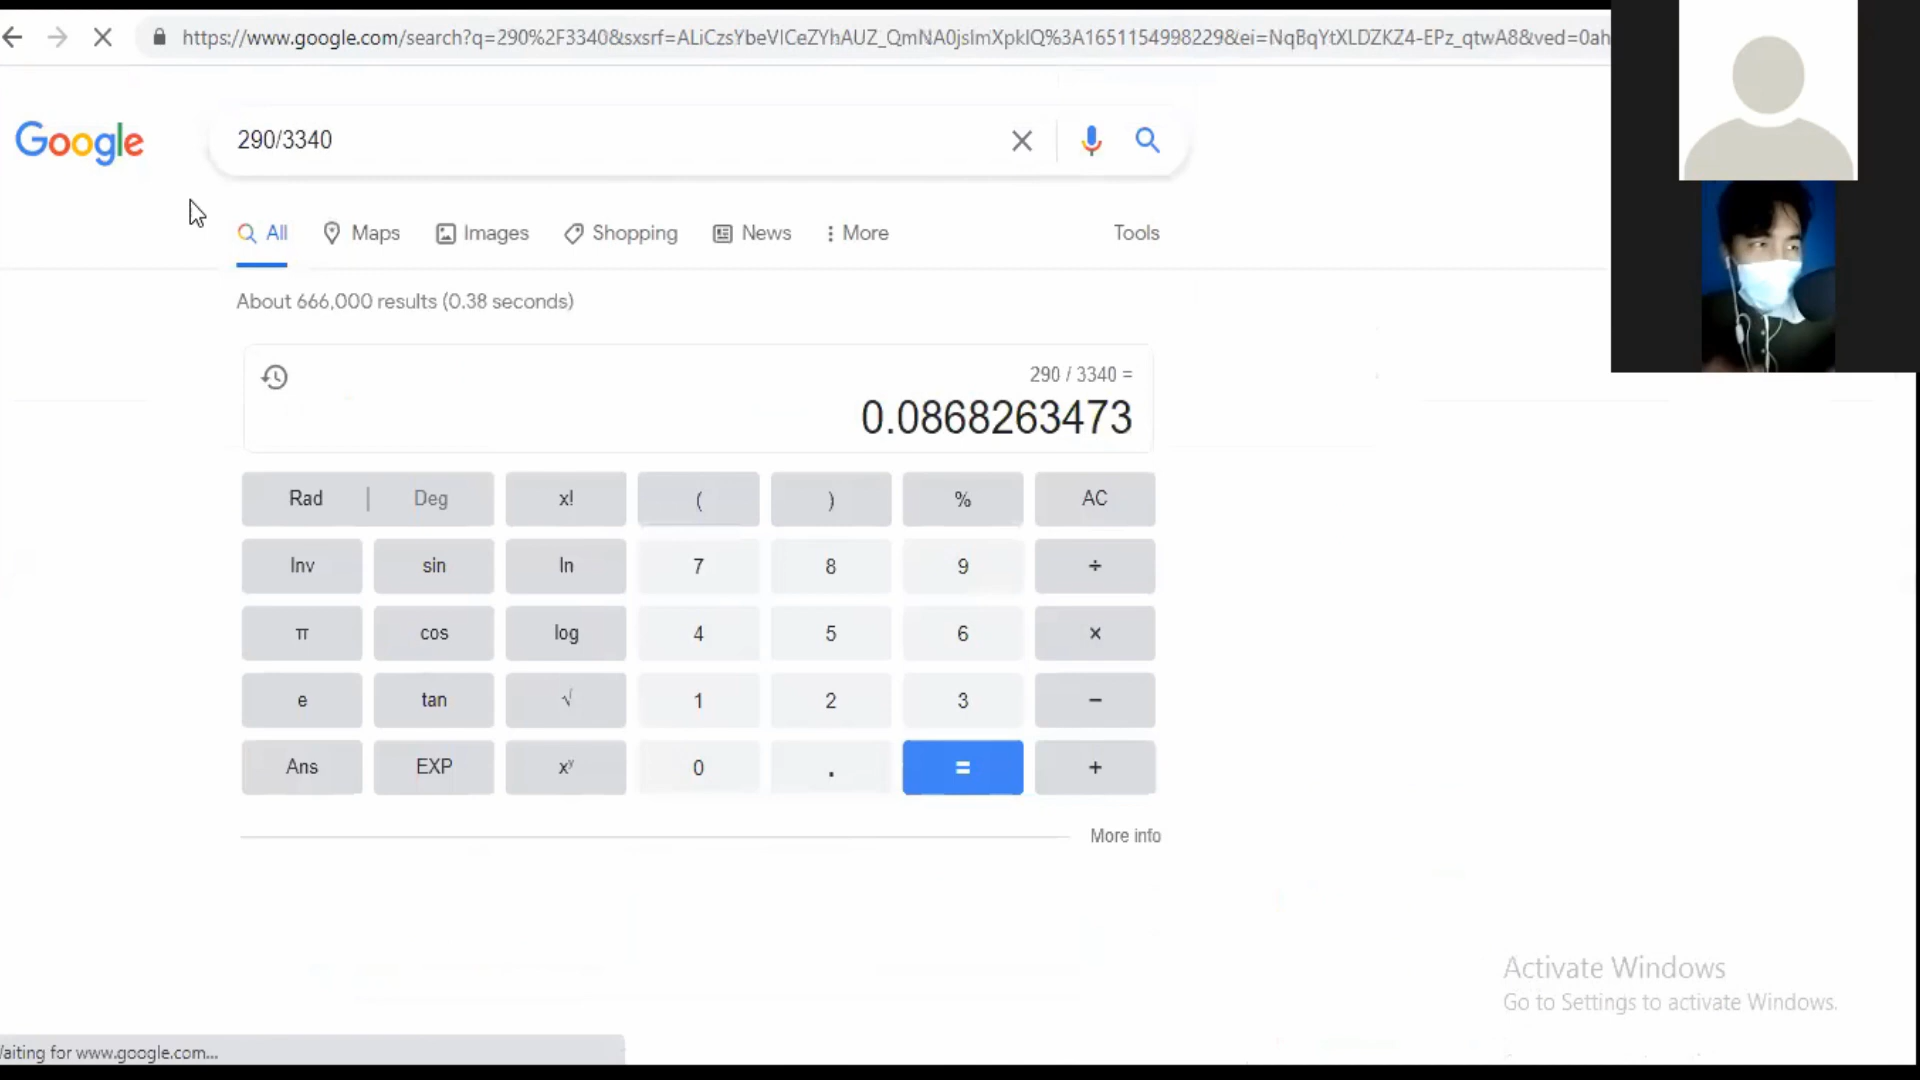 https://www.google.com/search?q=290%2F3340&sxsrf=ALiCzsYbeVICeZYhAUZ_QmNA0jsImXpkIQ%3A1651154998229&ei=NqBqYtXLDZKZ4-EPz_qtwA8&ved=0ah
Google
290/3340
All Maps Images Shopping News More Tools
About 666,000 results (0.38 seconds)
290 / 3340 =
0.0868263473
Rad | Deg x! ( ) % AC
Inv sin ln 7 8 9 ÷
π cos log 4 5 6 ×
e tan √ 1 2 3 −
Ans EXP xʸ 0 . = +
More info
Activate Windows
Go to Settings to activate Windows.
aiting for www.google.com...